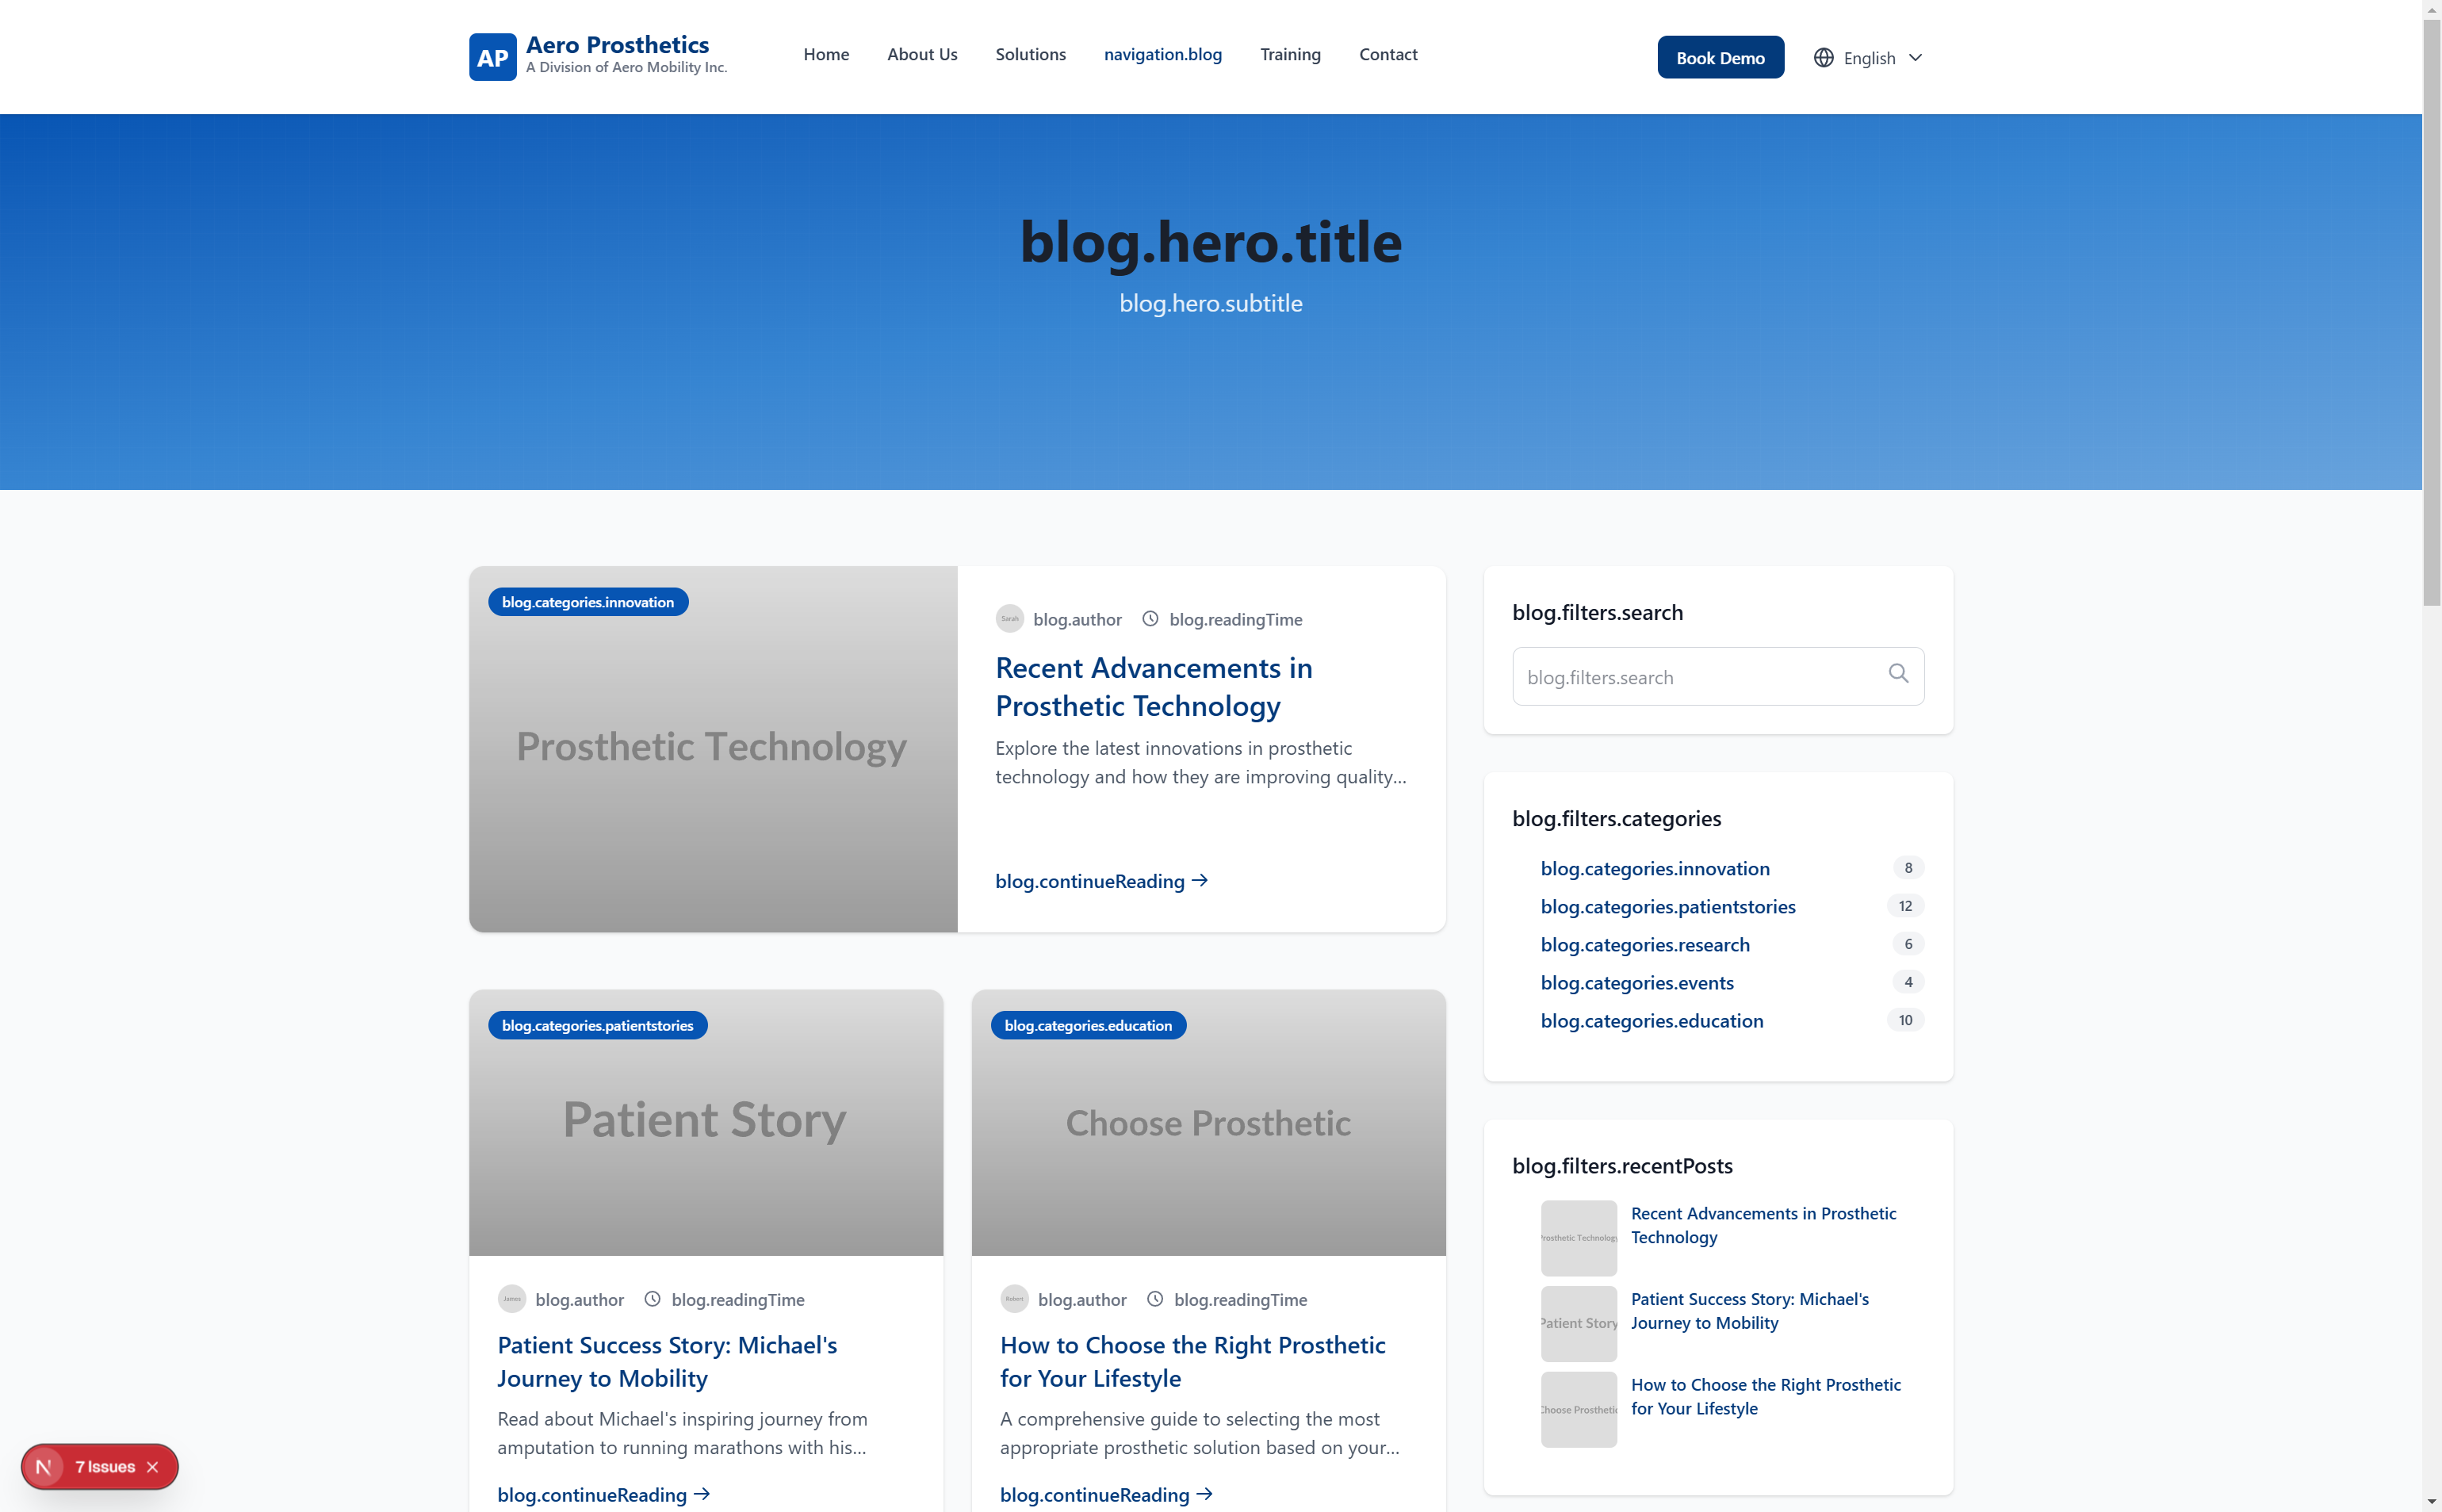 AP
Aero Prosthetics
A Division of Aero Mobility Inc.
Home
About Us
Solutions
navigation.blog
Training
Contact
Book Demo
English
blog.hero.title
blog.hero.subtitle
blog.categories.innovation
Prosthetic Technology
Sarah
blog.author
blog.readingTime
Recent Advancements in
Prosthetic Technology
Explore the latest innovations in prosthetic
technology and how they are improving quality...
blog.continueReading
blog.categories.patientstories
Patient Story
James
blog.author
blog.readingTime
Patient Success Story: Michael's
Journey to Mobility
Read about Michael's inspiring journey from
amputation to running marathons with his...
blog.continueReading
blog.categories.education
Choose Prosthetic
Robert
blog.author
blog.readingTime
How to Choose the Right Prosthetic
for Your Lifestyle
A comprehensive guide to selecting the most
appropriate prosthetic solution based on your...
blog.continueReading
blog.filters.search
blog.filters.search
blog.filters.categories
blog.categories.innovation 8
blog.categories.patientstories 12
blog.categories.research 6
blog.categories.events 4
blog.categories.education 10
blog.filters.recentPosts
Prosthetic Technology
Recent Advancements in Prosthetic
Technology
Patient Story
Patient Success Story: Michael's
Journey to Mobility
Choose Prosthetic
How to Choose the Right Prosthetic
for Your Lifestyle
N 7 Issues